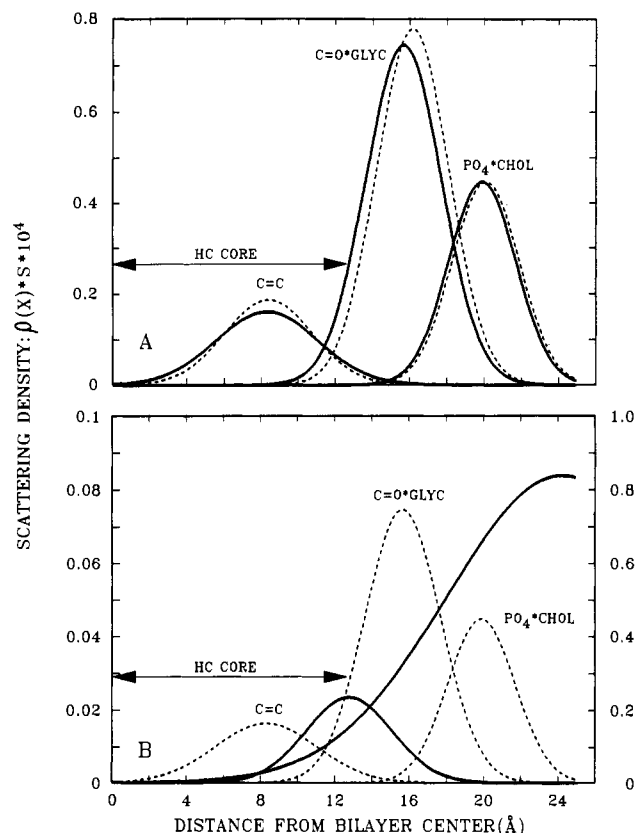 SCATTERING DENSITY: ρ(X)*S*10⁴
0.8
0.6
0.4
0.2
0
C=O*GLYC
PO₄*CHOL
HC CORE
C=C
A
0.1
0.08
0.06
0.04
0.02
0
1.0
0.8
0.6
0.4
0.2
0
C=O*GLYC
PO₄*CHOL
HC CORE
C=C
B
0 4 8 12 16 20 24
DISTANCE FROM BILAYER CENTER(Å)